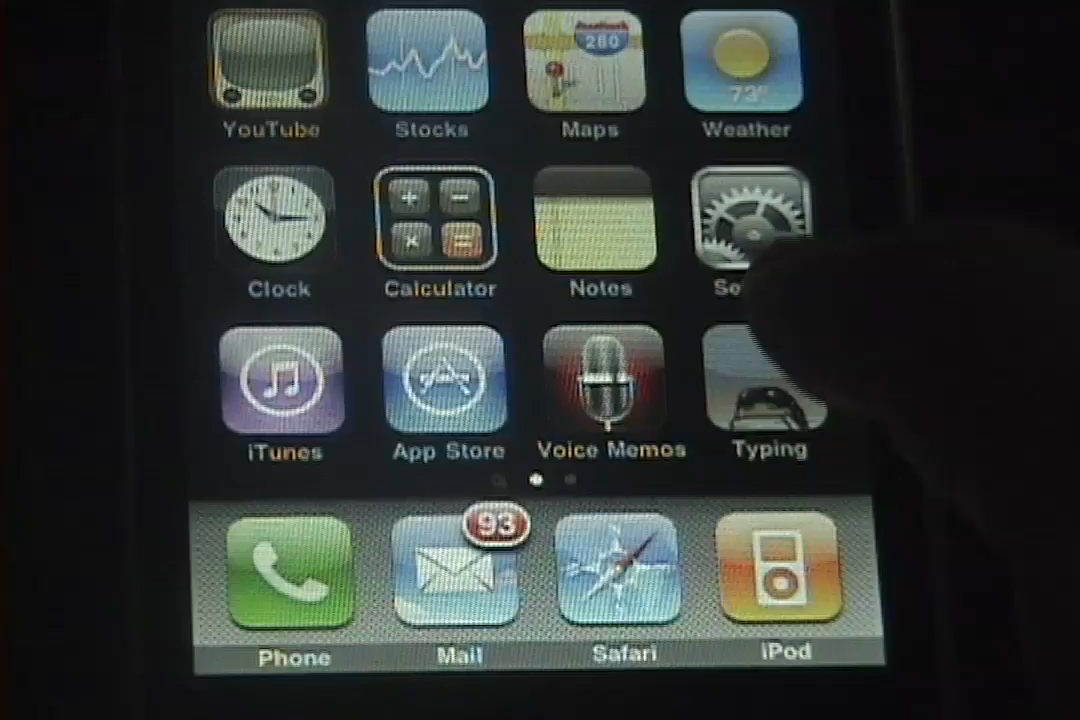 280
73°
YouTube Stocks Maps Weather
Clock Calculator Notes Se
iTunes App Store Voice Memos Typing
93
Phone Mail Safari iPod